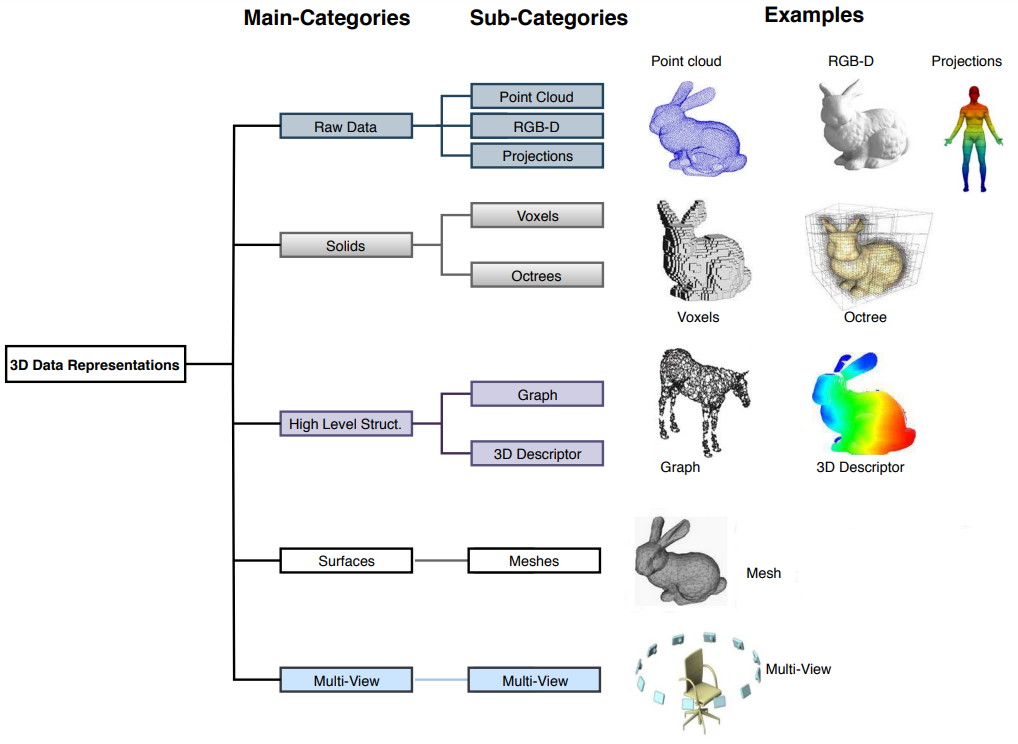 Main-Categories
Sub-Categories
Examples
Point cloud
RGB-D
Projections
Raw Data
Point Cloud
RGB-D
Projections
Solids
Voxels
Octrees
Voxels
Octree
3D Data Representations
High Level Struct.
Graph
3D Descriptor
Graph
3D Descriptor
Surfaces
Meshes
Mesh
Multi-View
Multi-View
Multi-View